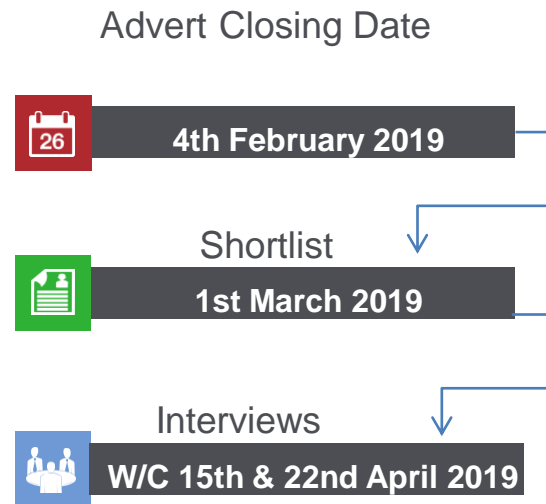 Advert Closing Date
26
4th February 2019
Shortlist
1st March 2019
Interviews
W/C 15th & 22nd April 2019